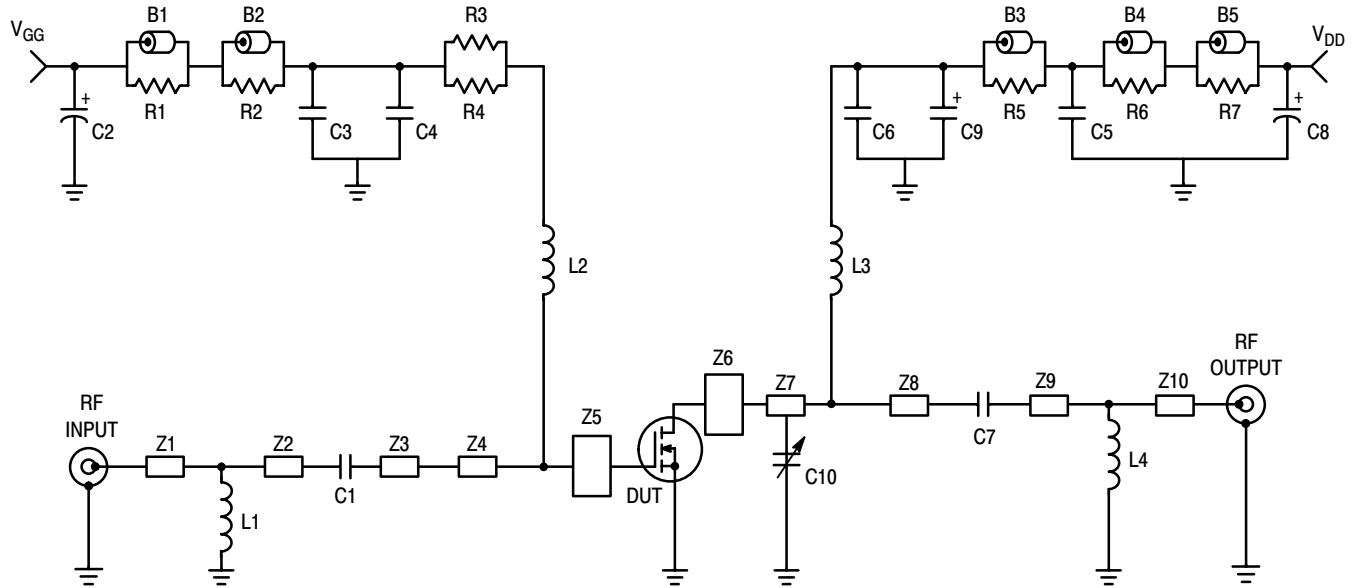 V_GG
B1
B2
R3
B3
B4
B5
V_DD
R1
R2
R4
R5
R6
R7
+
C2
C3
C4
C6
+
C9
C5
+
C8
L2
L3
RF
INPUT
Z1
Z2
Z3
Z4
Z5
Z6
Z7
Z8
Z9
Z10
RF
OUTPUT
C1
L1
DUT
C10
C7
L4